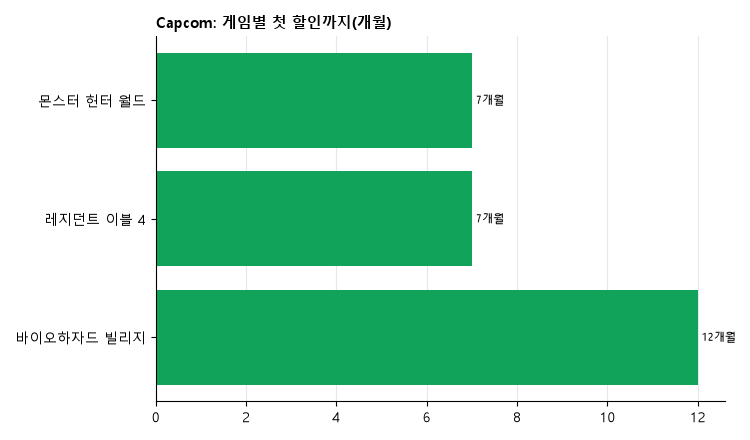 Capcom: 게임별 첫 할인까지(개월)
몬스터 헌터 월드
7개월
레지던트 이블 4
7개월
바이오하자드 빌리지
12개월
0 2 4 6 8 10 12